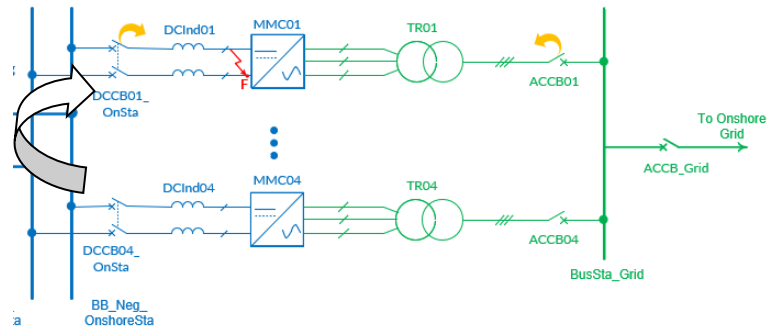 DCInd01
MMC01
TR01
F
DCCB01_
OnSta
ACCB01
To Onshore
Grid
ACCB_Grid
DCInd04
MMC04
TR04
DCCB04_
OnSta
ACCB04
BusSta_Grid
BB_Neg_
OnshoreSta
ta